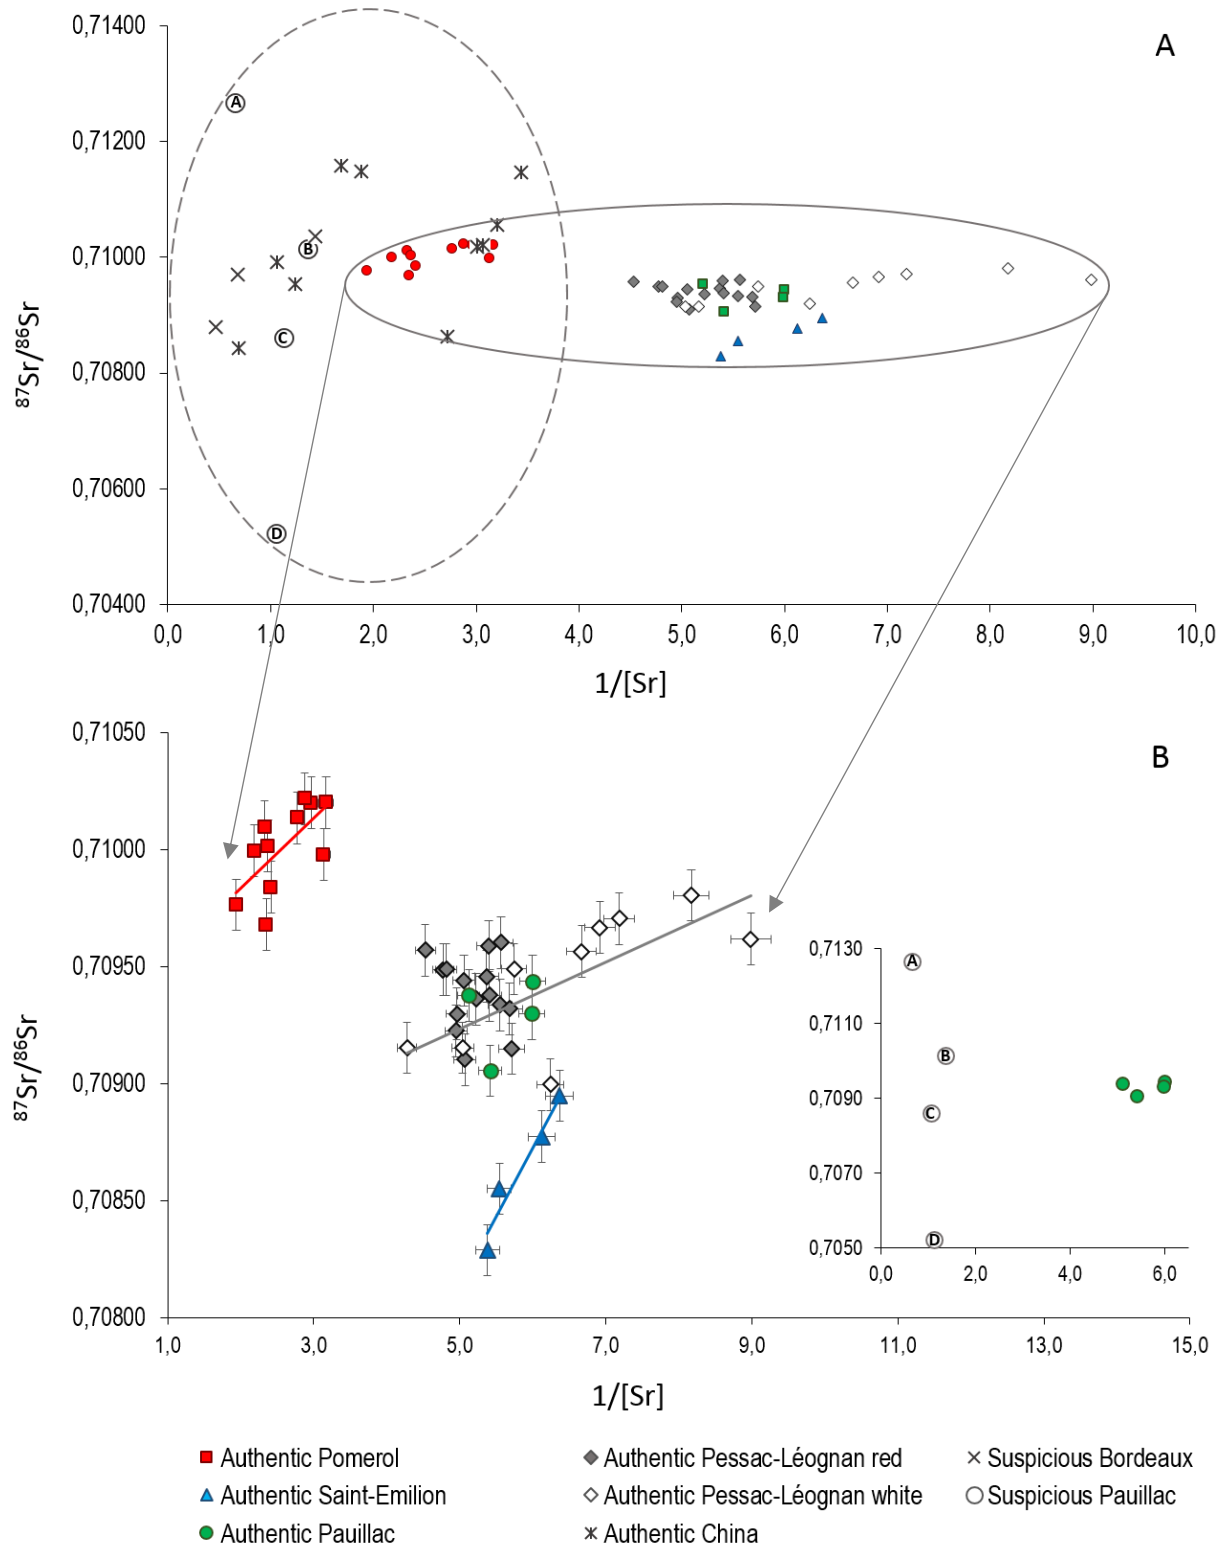 A
0,71400
0,71200
0,71000
0,70800
0,70600
0,70400
87Sr/86Sr
A
B
C
D
0,0 1,0 2,0 3,0 4,0 5,0 6,0 7,0 8,0 9,0 10,0
1/[Sr]
B
0,71050
0,71000
0,70950
0,70900
0,70850
0,70800
87Sr/86Sr
0,7130
0,7110
0,7090
0,7070
0,7050
A
B
C
D
0,0 2,0 4,0 6,0
1,0 3,0 5,0 7,0 9,0 11,0 13,0 15,0
1/[Sr]
Authentic Pomerol Authentic Pessac-Léognan red Suspicious Bordeaux
Authentic Saint-Emilion Authentic Pessac-Léognan white Suspicious Pauillac
Authentic Pauillac Authentic China